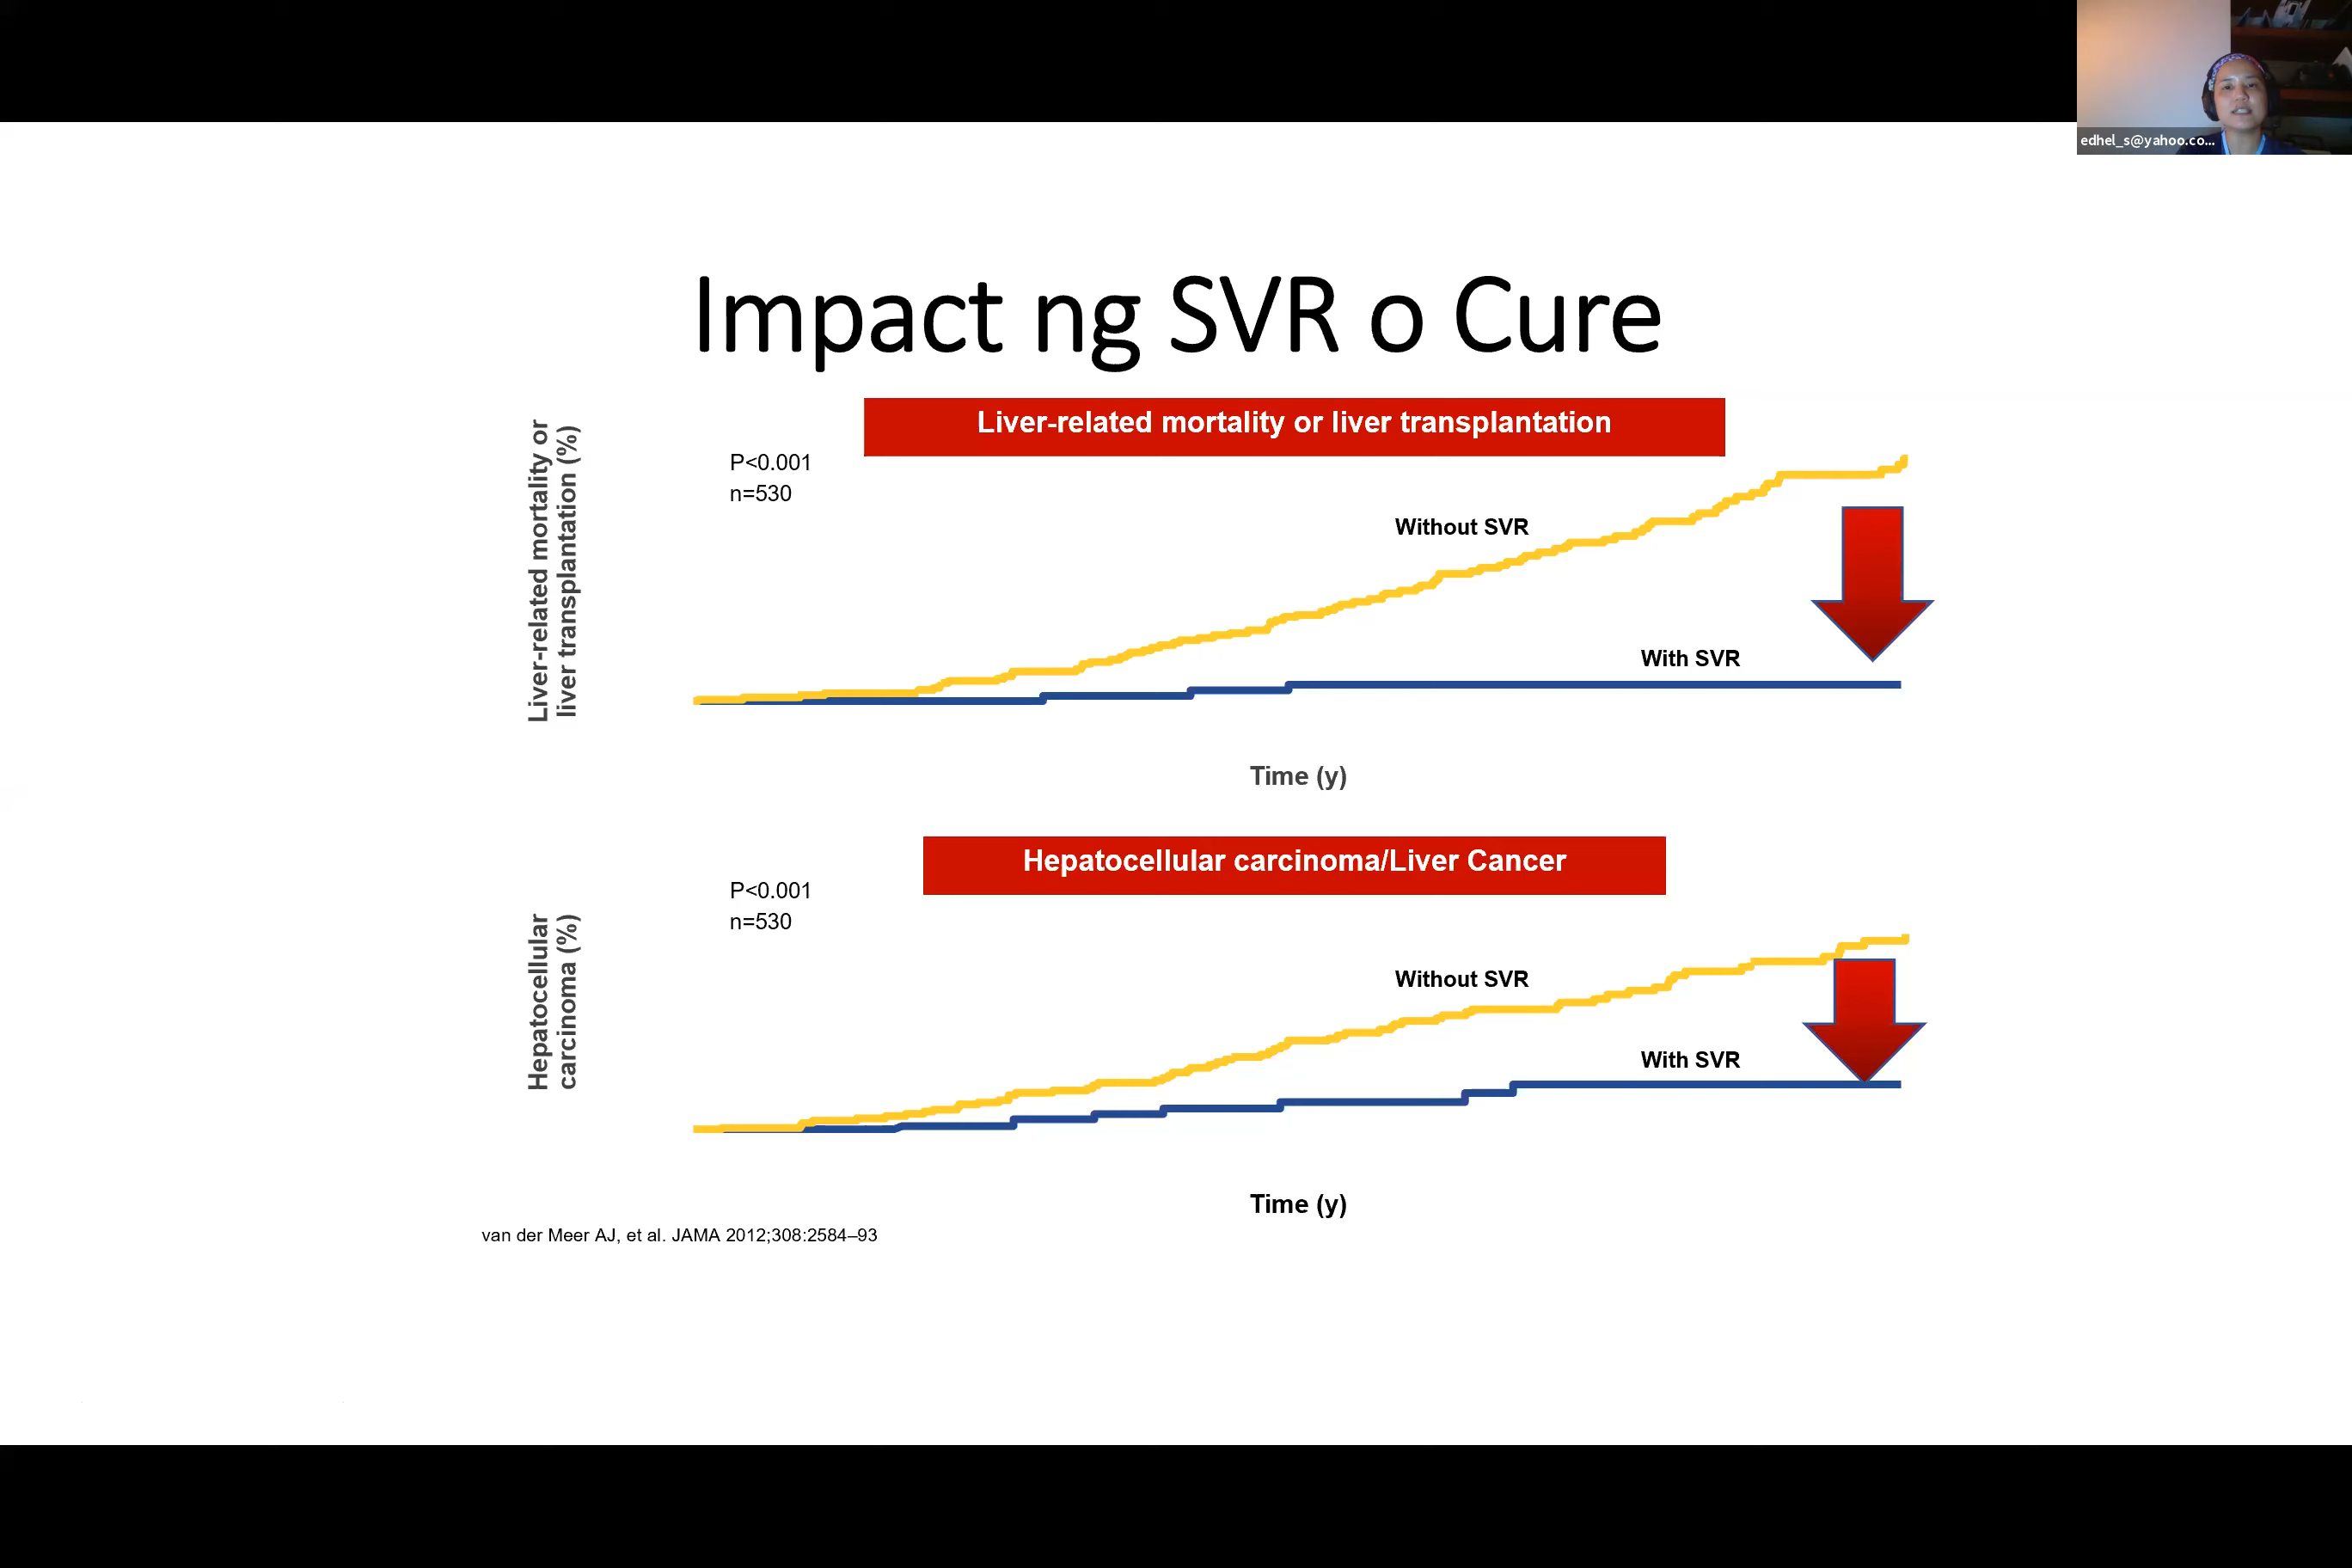 edhel_s@yahoo.co...
Impact ng SVR o Cure
Liver-related mortality or liver transplantation
Liver-related mortality or
liver transplantation (%)
P<0.001
n=530
Without SVR
With SVR
Time (y)
Hepatocellular carcinoma/Liver Cancer
Hepatocellular
carcinoma (%)
P<0.001
n=530
Without SVR
With SVR
Time (y)
van der Meer AJ, et al. JAMA 2012;308:2584–93